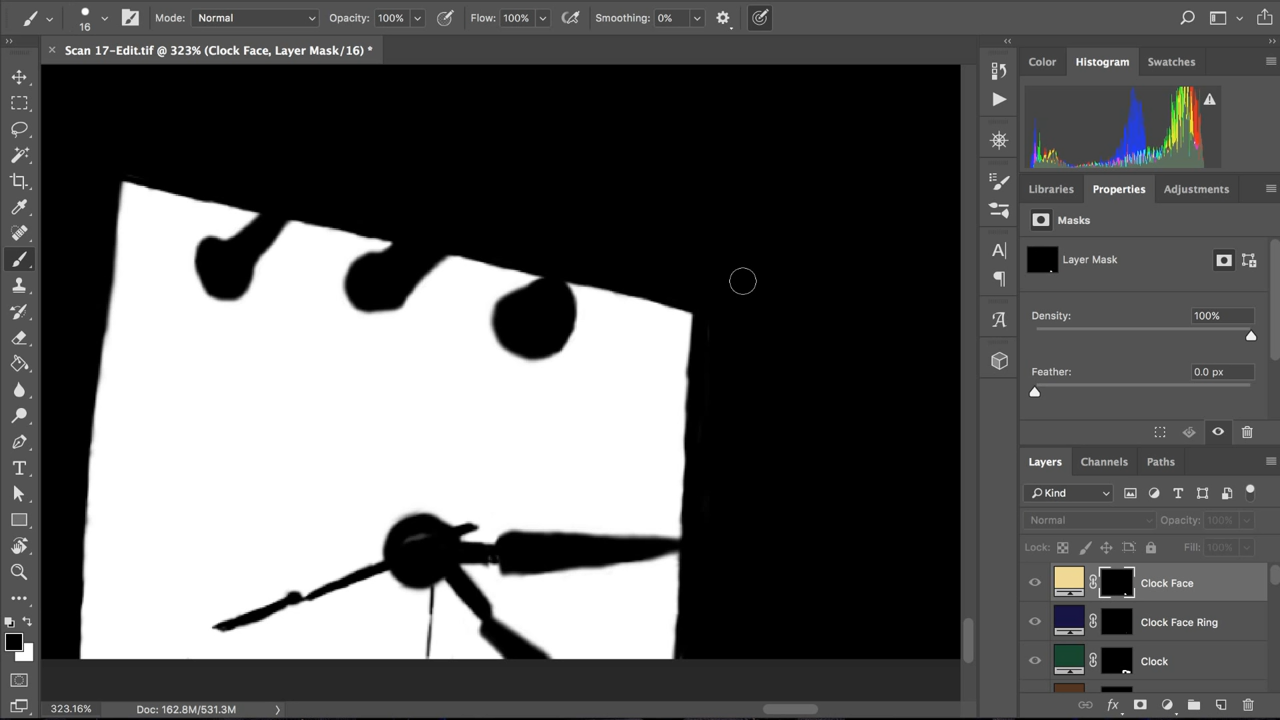 16
Mode: Normal
Opacity: 100%
Flow: 100%
Smoothing: 0%
Scan 17-Edit.tif @ 323% (Clock Face, Layer Mask/16) *
Color
Histogram
Swatches
Libraries
Properties
Adjustments
Masks
Layer Mask
Density: 100%
Feather: 0.0 px
Layers
Channels
Paths
Kind
Normal
Opacity: 100%
Lock:
Fill: 100%
Clock Face
Clock Face Ring
Clock
fx
323.16%
Doc: 162.8M/531.3M